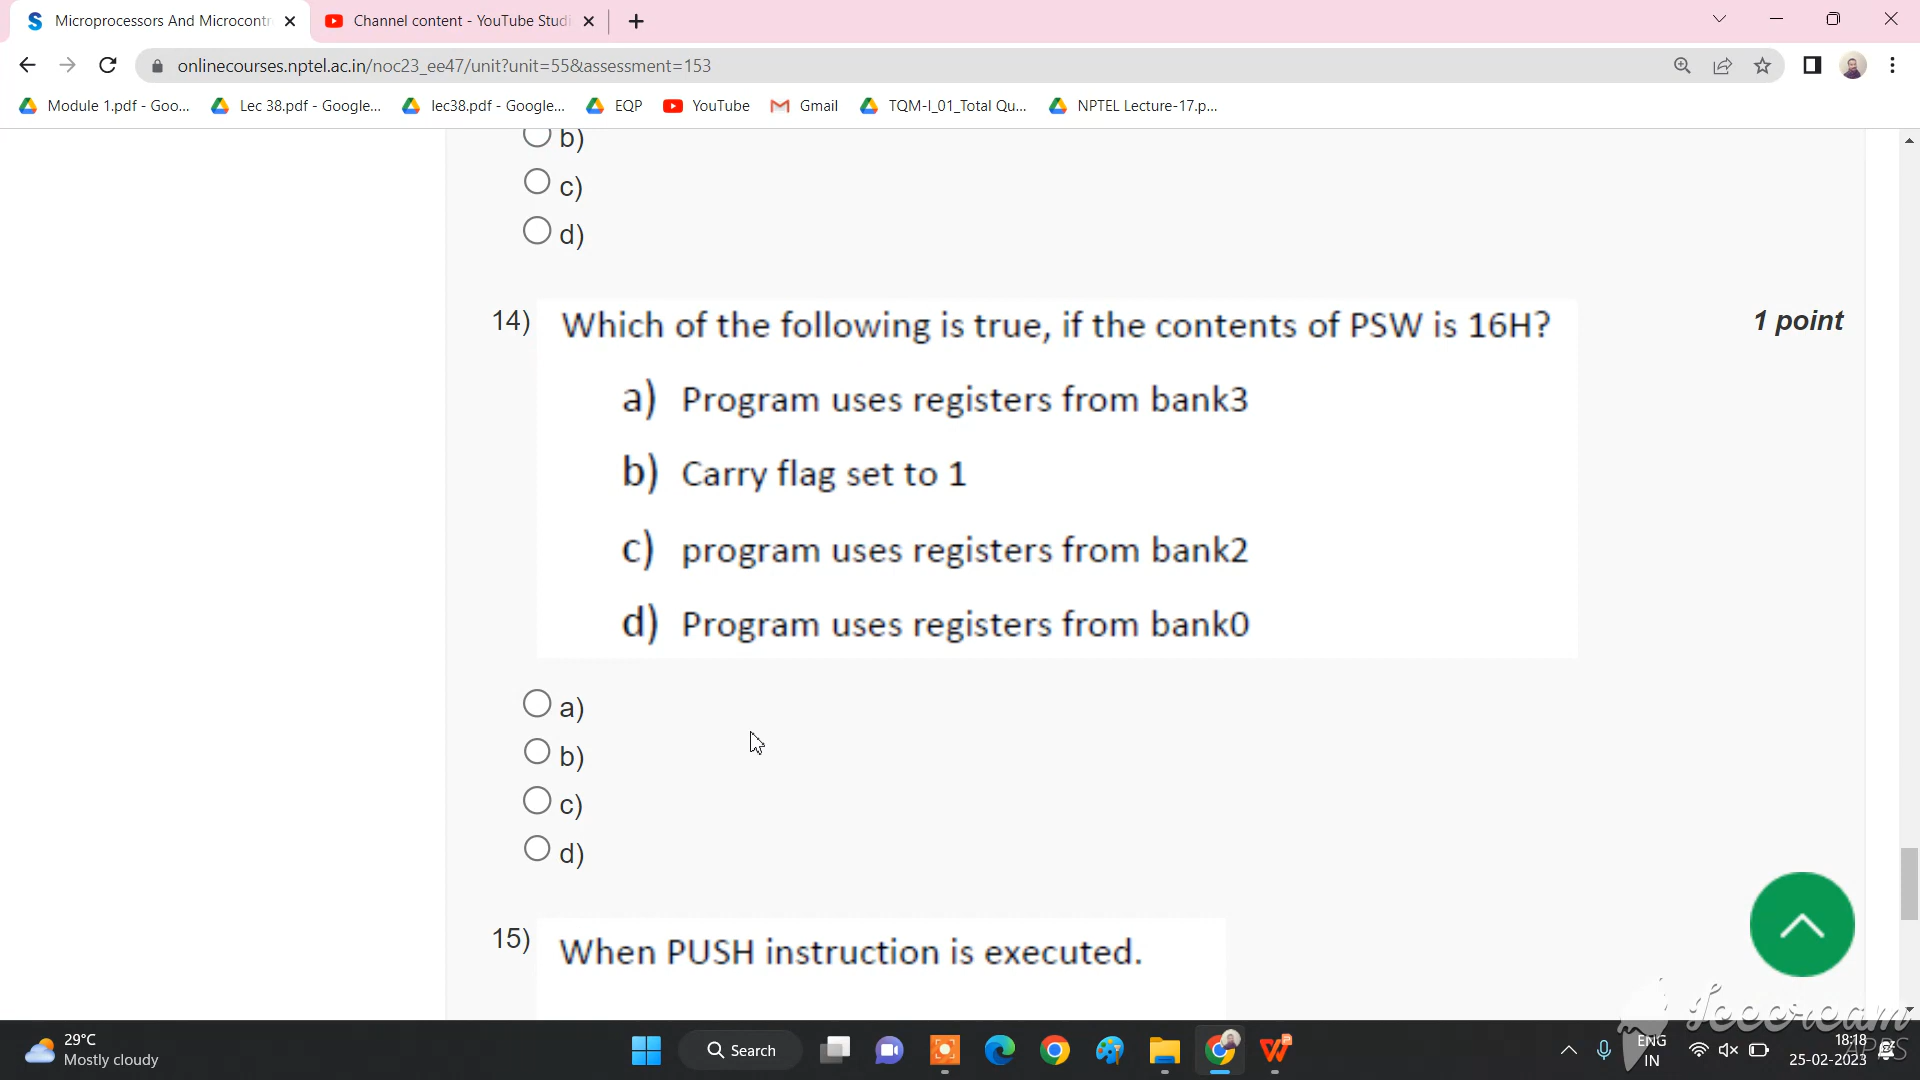 Microprocessors And Microcontr
Channel content - YouTube Studi
onlinecourses.nptel.ac.in/noc23_ee47/unit?unit=55&assessment=153
Module 1.pdf - Goo...
Lec 38.pdf - Google...
lec38.pdf - Google...
EQP
YouTube
Gmail
TQM-I_01_Total Qu...
NPTEL Lecture-17.p...
b)
c)
d)
14) Which of the following is true, if the contents of PSW is 16H? 1 point
a) Program uses registers from bank3
b) Carry flag set to 1
c) program uses registers from bank2
d) Program uses registers from bank0
a)
b)
c)
d)
15) When PUSH instruction is executed.
Icecream
APPS
29°C
Mostly cloudy
Search
ENG
IN
18:18
25-02-2023